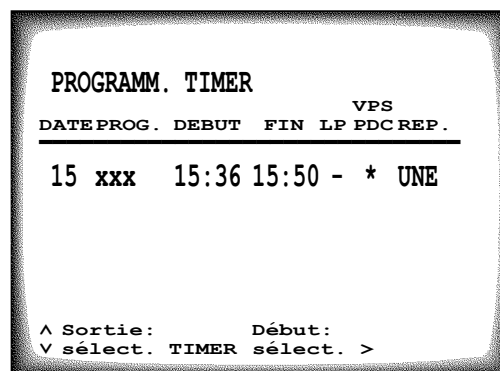 PROGRAMM. TIMER
VPS
DATE PROG. DEBUT FIN LP PDC REP.
15 xxx 15:36 15:50 - * UNE
^ Sortie: Début:
v sélect. TIMER sélect. >